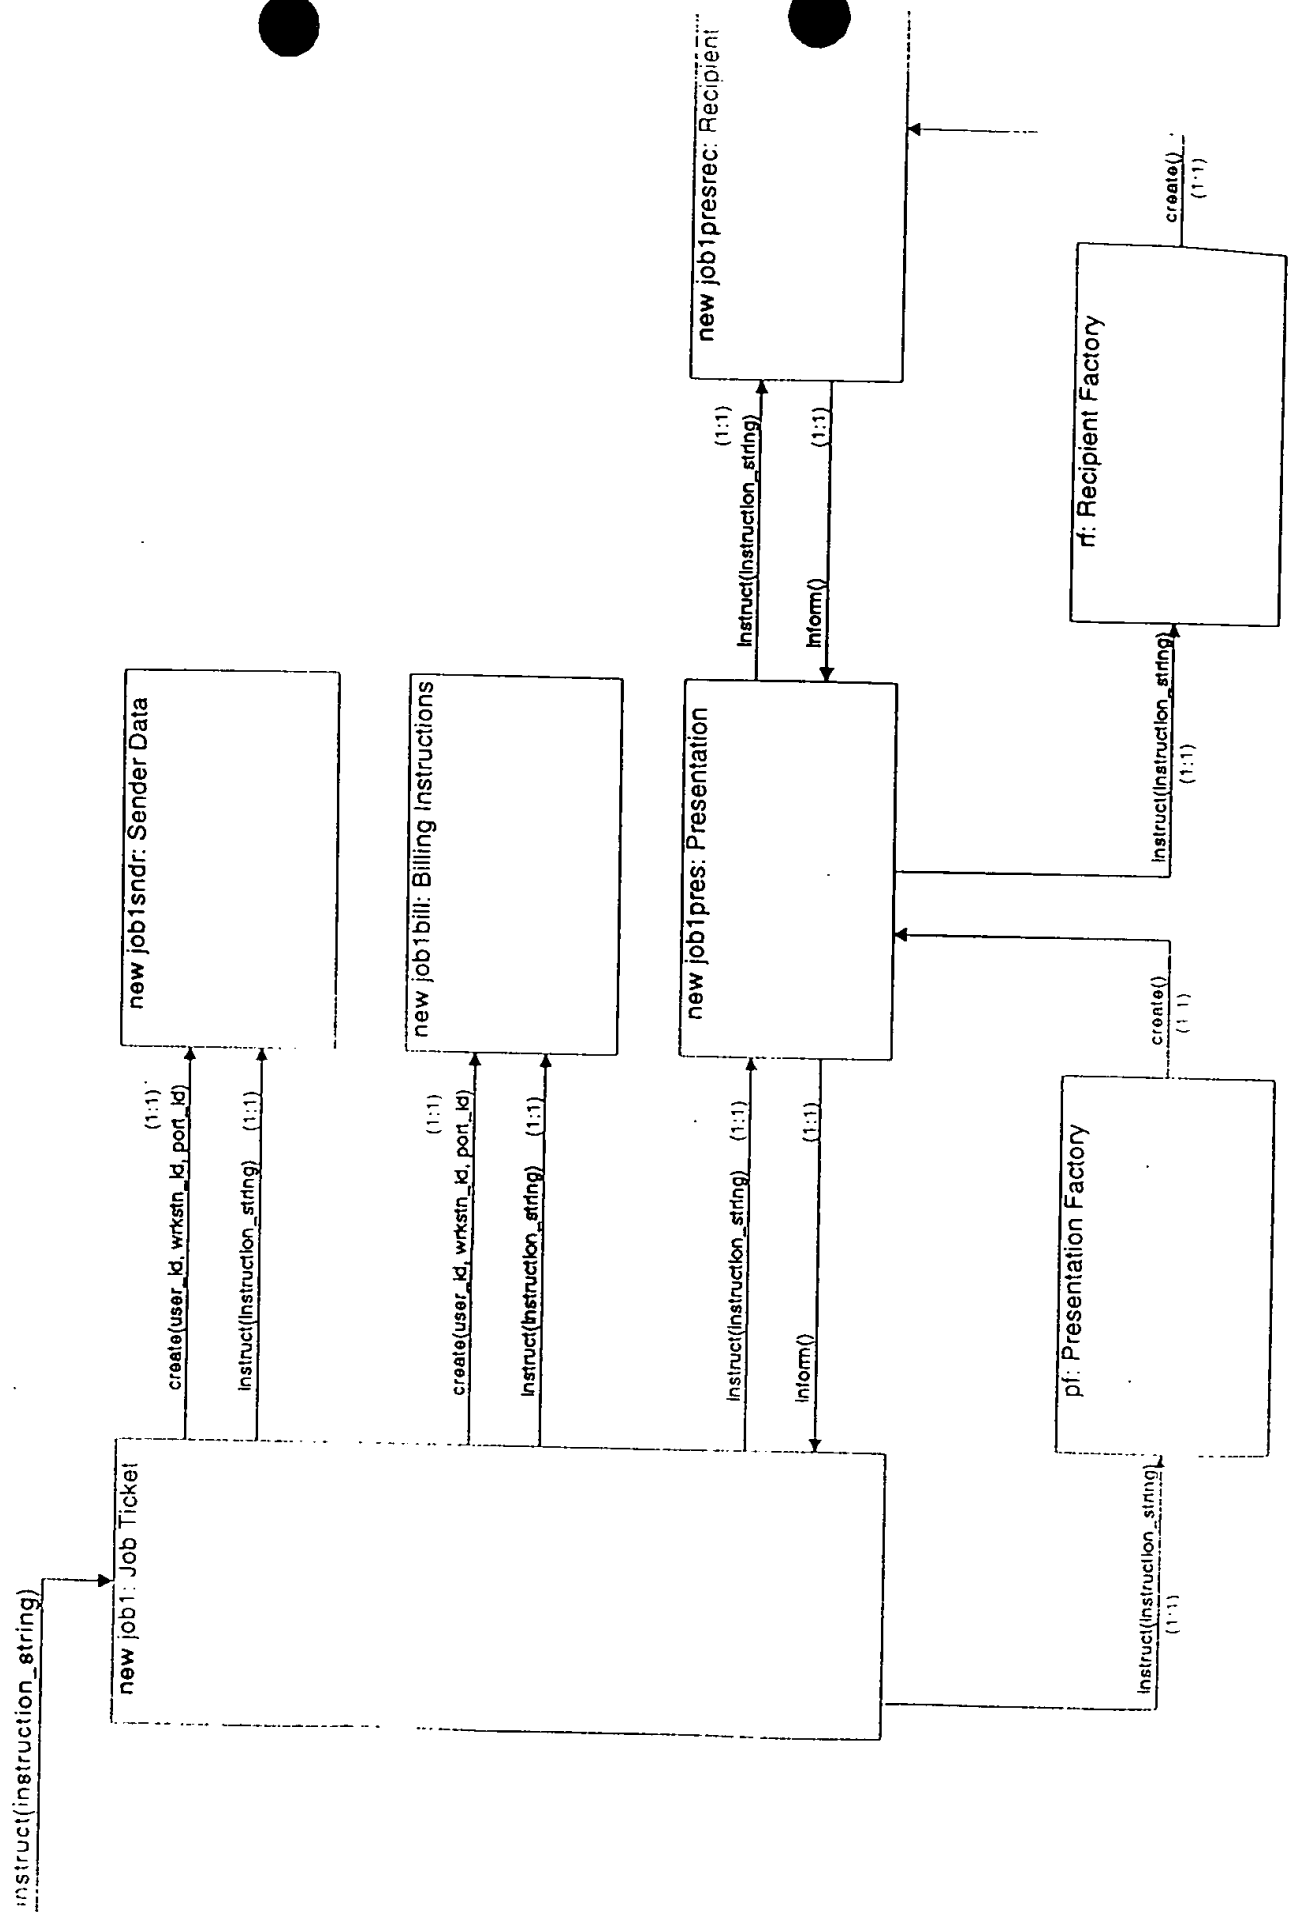 instruct(instruction_string)
new job1: Job Ticket
create(user_id, wrkstn_id, port_id)
(1:1)
instruct(instruction_string) (1:1)
new job1sndr: Sender Data
create(user_id, wrkstn_id, port_id)
(1:1)
instruct(instruction_string) (1:1)
new job1bill: Billing Instructions
instruct(instruction_string) (1:1)
inform() (1:1)
new job1pres: Presentation
instruct(instruction_string)
(1:1)
inform() (1:1)
new job1presrec: Recipient
instruct(instruction_string)
(1:1)
pf: Presentation Factory
create()
(1:1)
instruct(instruction_string)
(1:1)
rf: Recipient Factory
create()
(1:1)